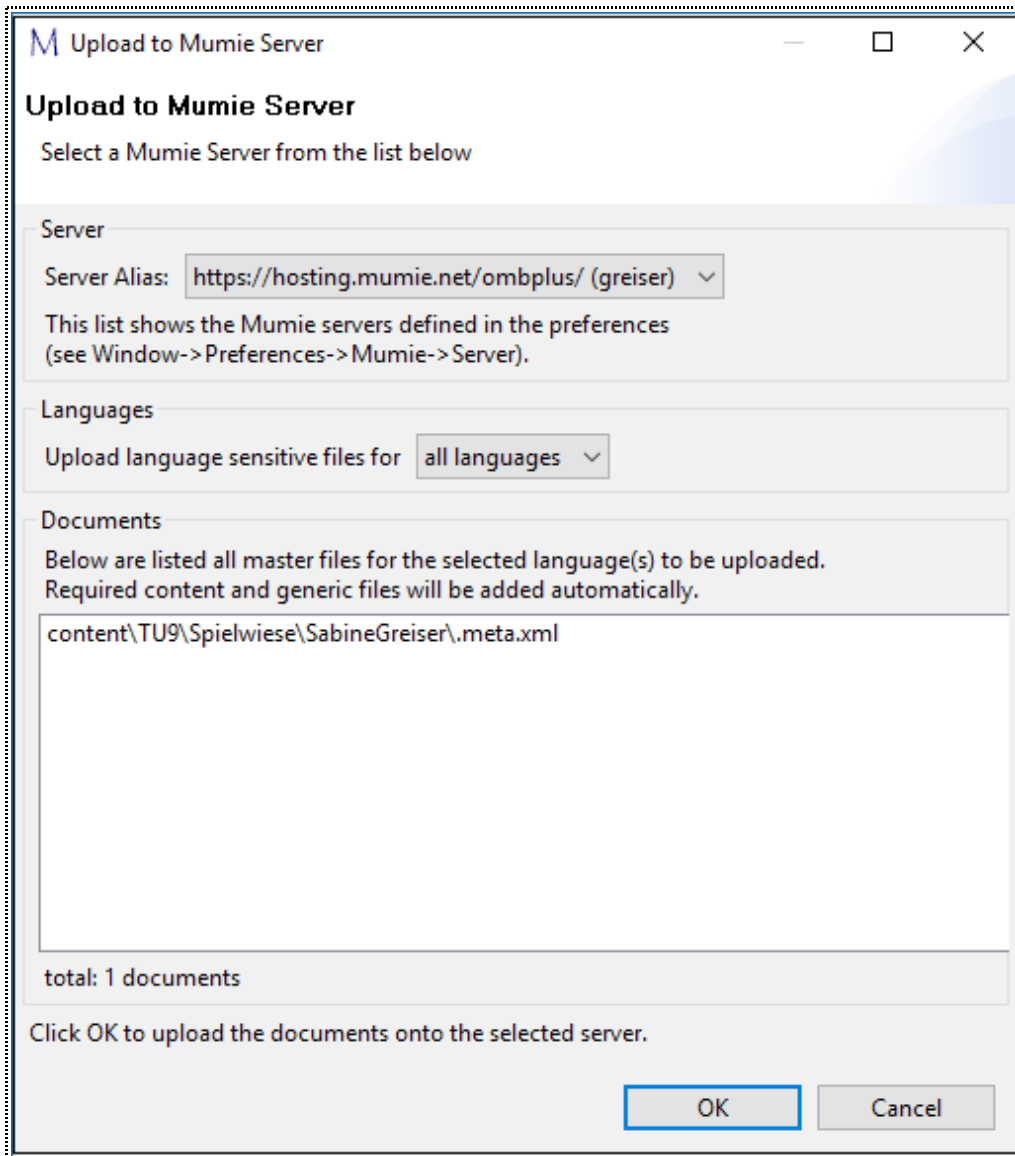 M Upload to Mumie Server
Upload to Mumie Server
Select a Mumie Server from the list below
Server
Server Alias: https://hosting.mumie.net/ombplus/ (greiser)
This list shows the Mumie servers defined in the preferences
(see Window->Preferences->Mumie->Server).
Languages
Upload language sensitive files for all languages
Documents
Below are listed all master files for the selected language(s) to be uploaded.
Required content and generic files will be added automatically.
content\TU9\Spielwiese\SabineGreiser\.meta.xml
total: 1 documents
Click OK to upload the documents onto the selected server.
OK Cancel